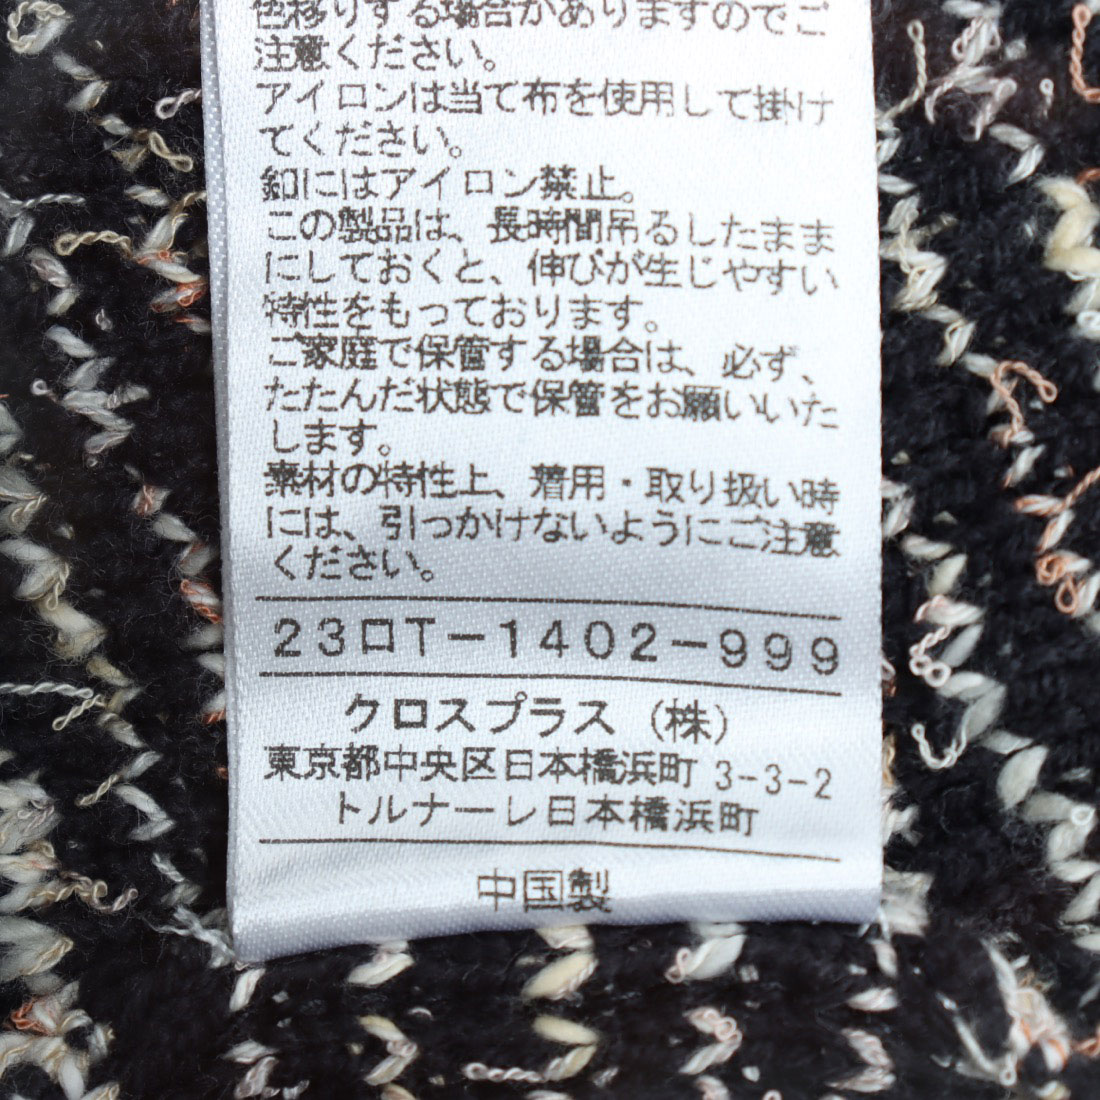 色移りする場合がありますのでご
注意ください。
アイロンは当て布を使用して掛け
てください。
釦にはアイロン禁止。
この製品は、長時間吊るしたまま
にしておくと、伸びが生じやすい
特性をもっております。
ご家庭で保管する場合は、必ず、
たたんだ状態で保管をお願いいた
します。
素材の特性上、着用・取り扱い時
には、引っかけないようにご注意
ください。
23ロT-1402-999
クロスプラス（株）
東京都中央区日本橋浜町 3-3-2
トルナーレ日本橋浜町
中国製